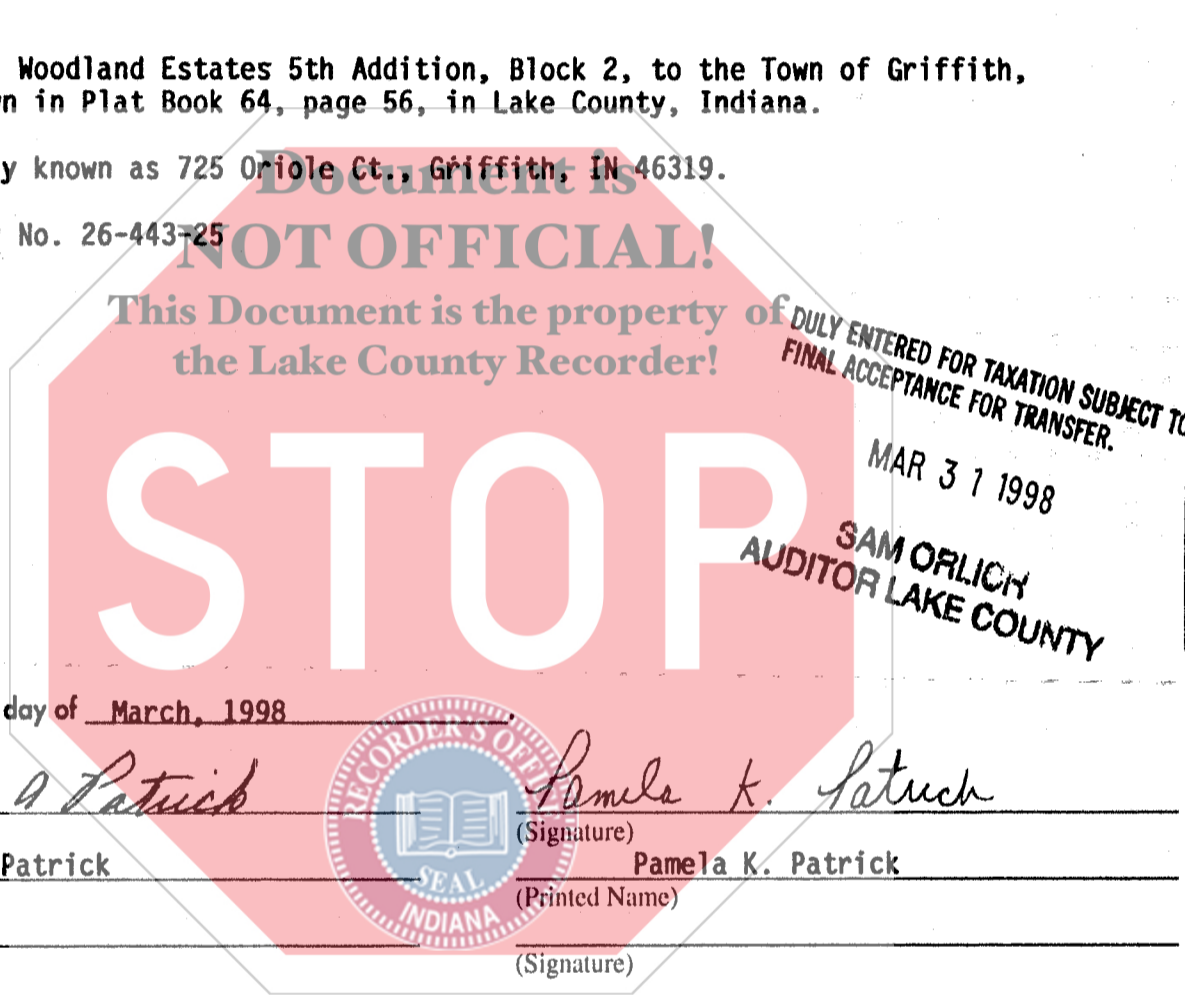 Woodland Estates 5th Addition, Block 2, to the Town of Griffith,
n in Plat Book 64, page 56, in Lake County, Indiana.
y known as 725 Oriole Ct., Griffith, IN 46319.
Document is
No. 26-443-25
NOT OFFICIAL!
This Document is the property of
the Lake County Recorder!
DULY ENTERED FOR TAXATION SUBJECT TO
FINAL ACCEPTANCE FOR TRANSFER.
MAR 31 1998
SAM ORLICH
AUDITOR LAKE COUNTY
STOP
day of March, 1998.
RECORDER'S OFFICE
SEAL
INDIANA
A Patrick
Pamela K. Patrick
(Signature)
Patrick
Pamela K. Patrick
(Printed Name)
(Signature)